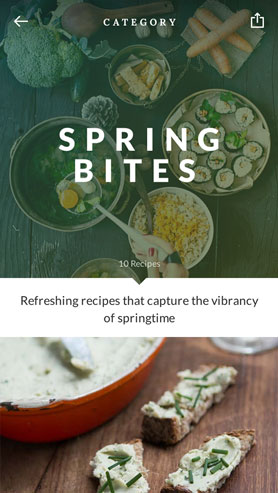 CATEGORY
SPRING
BITES
10 Recipes
Refreshing recipes that capture the vibrancy
of springtime